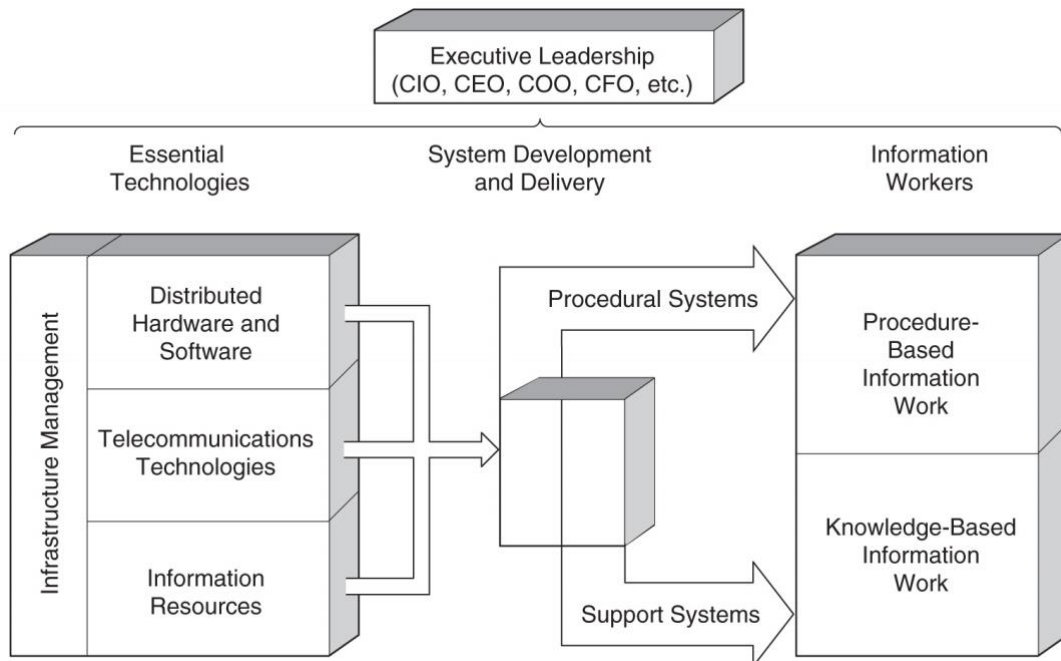 Executive Leadership
(CIO, CEO, COO, CFO, etc.)
Essential
Technologies
System Development
and Delivery
Information
Workers
Infrastructure Management
Distributed
Hardware and
Software
Telecommunications
Technologies
Information
Resources
Procedural Systems
Support Systems
Procedure-
Based
Information
Work
Knowledge-Based
Information
Work